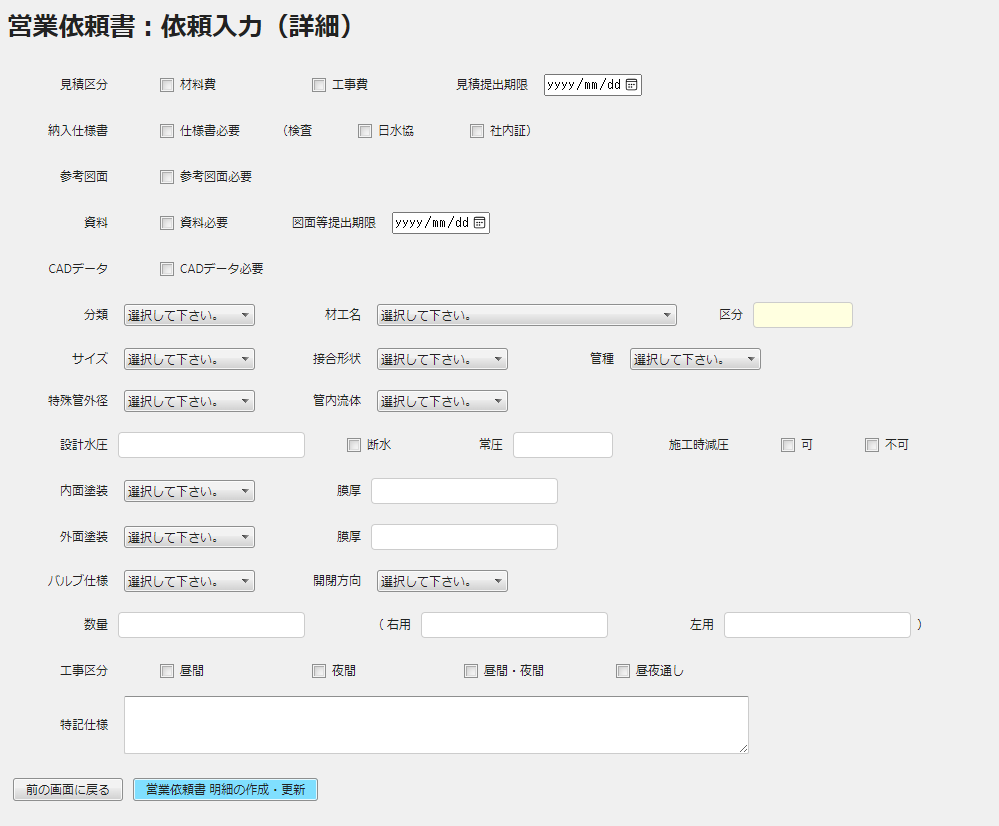 営業依頼書：依頼入力（詳細）
見積区分 材料費 工事費 見積提出期限 yyyy/mm/dd
納入仕様書 仕様書必要 （検査 日水協 社内証）
参考図面 参考図面必要
資料 資料必要 図面等提出期限 yyyy/mm/dd
CADデータ CADデータ必要
分類 選択して下さい。 材工名 選択して下さい。 区分
サイズ 選択して下さい。 接合形状 選択して下さい。 管種 選択して下さい。
特殊管外径 選択して下さい。 管内流体 選択して下さい。
設計水圧 断水 常圧 施工時減圧 可 不可
内面塗装 選択して下さい。 膜厚
外面塗装 選択して下さい。 膜厚
バルブ仕様 選択して下さい。 開閉方向 選択して下さい。
数量 （ 右用 左用 ）
工事区分 昼間 夜間 昼間・夜間 昼夜通し
特記仕様
前の画面に戻る 営業依頼書 明細の作成・更新